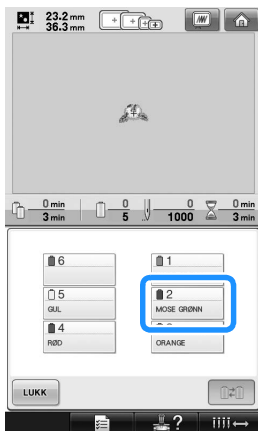 23.2 mm
36.3 mm
0 min 0 0 0 min
3 min 5 1000 3 min
6 1
5 2
GUL MOSE GRØNN
4
RØD ORANGE
LUKK
?